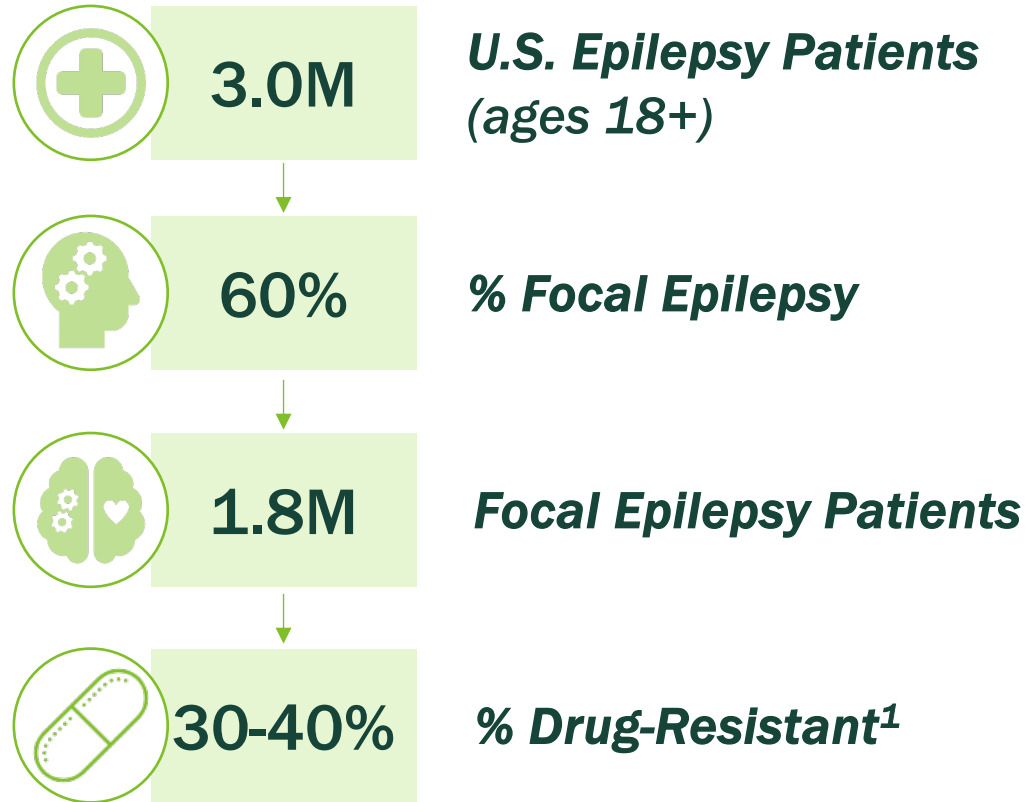 3.0M
U.S. Epilepsy Patients
(ages 18+)
60%
% Focal Epilepsy
1.8M
Focal Epilepsy Patients
30-40%
% Drug-Resistant¹